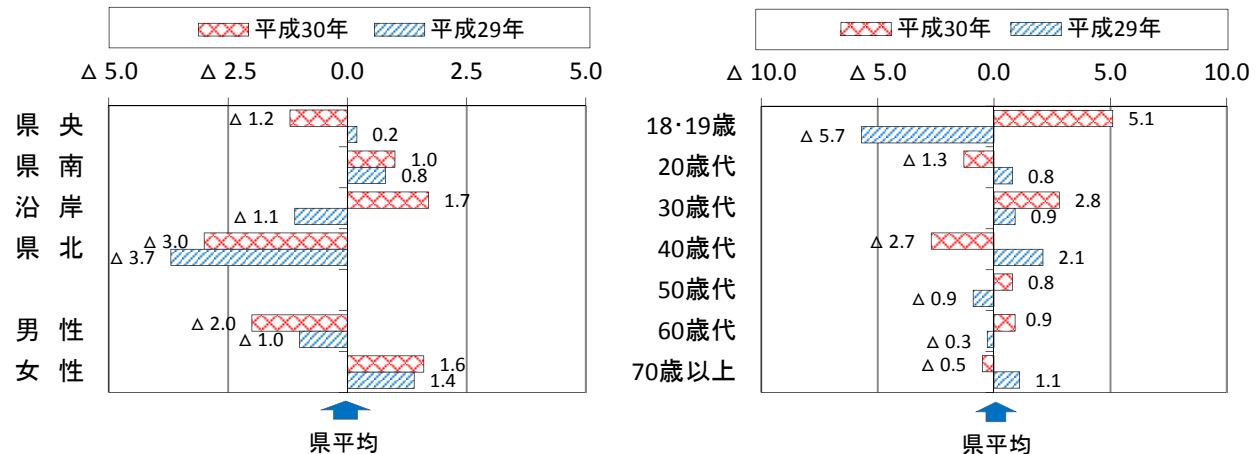 平成30年 平成29年
△ 5.0 △ 2.5 0.0 2.5 5.0
県 央 △ 1.2 0.2
県 南 1.0 0.8
沿 岸 1.7 △ 1.1
県 北 △ 3.0 △ 3.7
男 性 △ 2.0 △ 1.0
女 性 1.6 1.4
県平均
平成30年 平成29年
△ 10.0 △ 5.0 0.0 5.0 10.0
18・19歳 5.1 △ 5.7
20歳代 △ 1.3 0.8
30歳代 2.8 0.9
40歳代 △ 2.7 2.1
50歳代 0.8 △ 0.9
60歳代 0.9 △ 0.3
70歳以上 △ 0.5 1.1
県平均